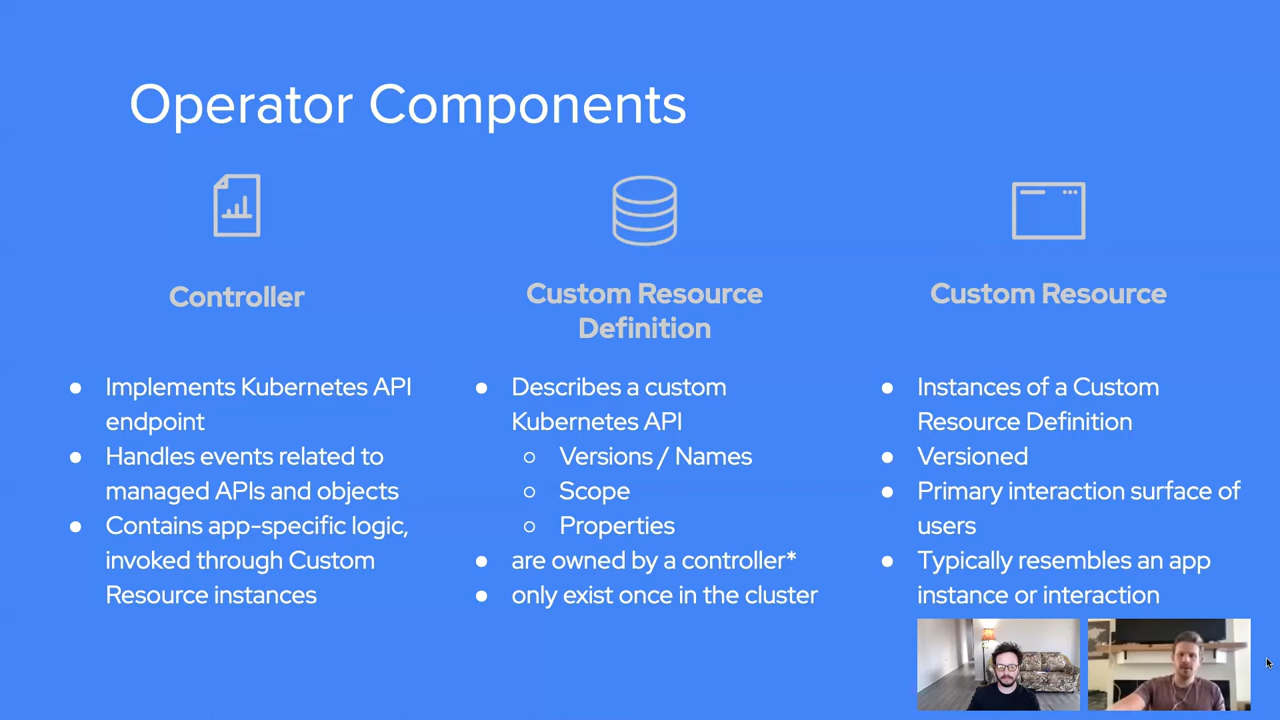 Operator Components
Controller
Implements Kubernetes API
endpoint
Handles events related to
managed APIs and objects
Contains app-specific logic,
invoked through Custom
Resource instances
Custom Resource
Definition
Describes a custom
Kubernetes API
Versions / Names
Scope
Properties
are owned by a controller*
only exist once in the cluster
Custom Resource
Instances of a Custom
Resource Definition
Versioned
Primary interaction surface of
users
Typically resembles an app
instance or interaction